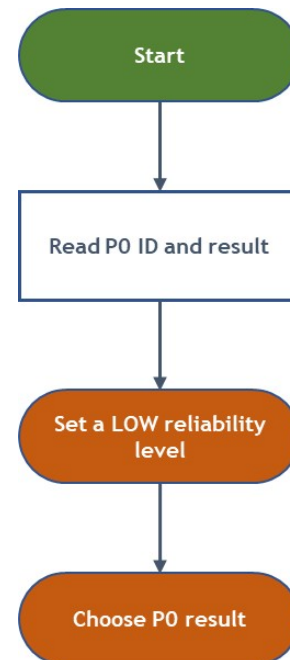 Start
Read P0 ID and result
Set a LOW reliability
level
Choose P0 result